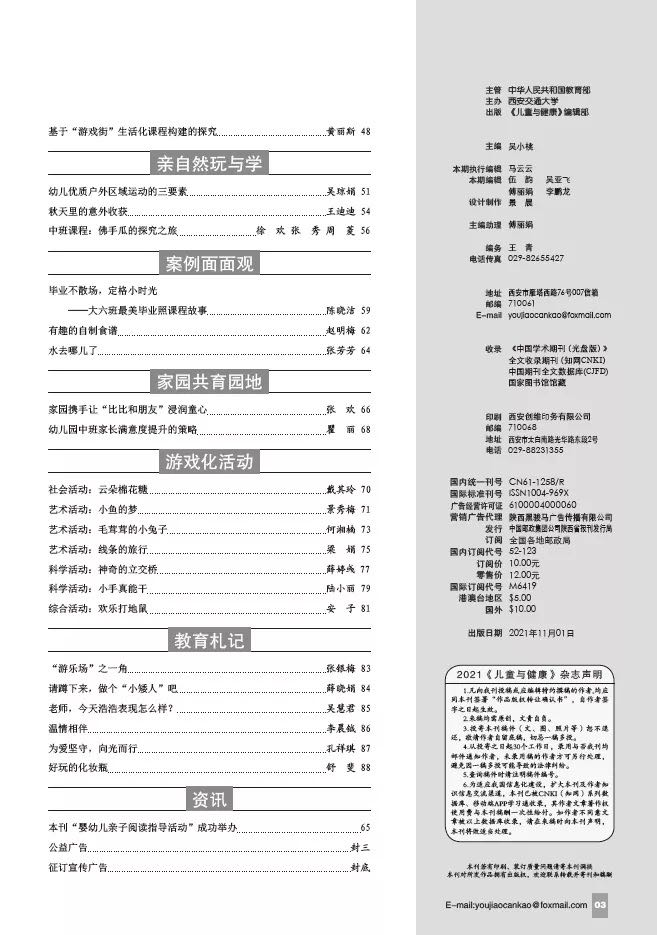 基于“游戏街”生活化课程构建的探究 黄丽斯 48
亲自然玩与学
幼儿优质户外区域运动的三要素 吴琼娟 51
秋天里的意外收获 王迪迪 54
中班课程：佛手瓜的探究之旅 徐 欢 张 秀 周 菱 56
案例面面观
毕业不散场，定格小时光
——大六班最美毕业照课程故事 陈晓洁 59
有趣的自制食谱 赵明梅 62
水去哪儿了 张芳芳 64
家园共育园地
家园携手让“比比和朋友”浸润童心 张 欢 66
幼儿园中班家长满意度提升的策略 瞿 丽 68
游戏化活动
社会活动：云朵棉花糖 戴其玲 70
艺术活动：小鱼的梦 景秀梅 71
艺术活动：毛茸茸的小兔子 何湘楠 73
艺术活动：线条的旅行 梁 娟 75
科学活动：神奇的立交桥 薛婷彧 77
科学活动：小手真能干 陆小丽 79
综合活动：欢乐打地鼠 安 子 81
教育札记
“游乐场”之一角 张银梅 83
请蹲下来，做个“小矮人”吧 薛晓娟 84
老师，今天浩浩表现怎么样？ 吴慧君 85
温情相伴 李晨钺 86
为爱坚守，向光而行 孔祥琪 87
好玩的化妆瓶 舒 斐 88
资讯
本刊“婴幼儿亲子阅读指导活动”成功举办 65
公益广告 封三
征订宣传广告 封底
主管 中华人民共和国教育部
主办 西安交通大学
出版 《儿童与健康》编辑部
主编 吴小桃
本期执行编辑 马云云
本期编辑 伍 韵 吴亚飞
傅丽娟 李鹏龙
设计制作 景 展
主编助理 傅丽娟
编务 王 青
电话传真 029-82655427
地址 西安市雁塔西路76号007信箱
邮编 710061
E-mail youjiaocankao@foxmail.com
收录 《中国学术期刊（光盘版）》
全文收录期刊（知网CNKI）
中国期刊全文数据库(CJFD)
国家图书馆馆藏
印刷 西安创维印务有限公司
邮编 710068
地址 西安市太白南路光华路东段2号
电话 029-88231355
国内统一刊号 CN61-1258/R
国际标准刊号 ISSN1004-969X
广告经营许可证 6100004000060
营销广告代理 陕西黑骏马广告传播有限公司
发行 中国邮政集团公司陕西省报刊发行局
订阅 全国各地邮政局
国内订阅代号 52-123
订阅价 10.00元
零售价 12.00元
国际订阅代号 M6419
港澳台地区 $5.00
国外 $10.00
出版日期 2021年11月01日
2021《儿童与健康》杂志声明
1.凡向我刊投稿或应编辑特约撰稿的作者,均应
同本刊签署“作品版权转让确认书”，自作者签
字之日起生效。
2.来稿均需原创，文责自负。
3.投寄本刊稿件（文、图、照片等）恕不退
还，敬请作者自留底稿，切忌一稿多投。
4.从投寄之日起30个工作日，录用与否我刊均
邮件通知作者，未录用稿的作者方可另行处理，
避免因一稿多投可能导致的法律纠纷。
5.查询稿件时请注明稿件编号。
6.为适应我国信息化建设，扩大本刊及作者知
识信息交流渠道，本刊已被CNKI（知网）系列数
据库、移动端APP学习通收录，其作者文章著作权
使用费与本刊稿酬一次性给付。如作者不同意文
章被以上数据库收录，请在来稿时向本刊声明，
本刊将做适当处理。
本刊若有印刷、装订质量问题请寄本刊调换
本刊对所发作品拥有出版权，欢迎联系转载并寄刊和稿酬
E-mail:youjiaocankao@foxmail.com 03